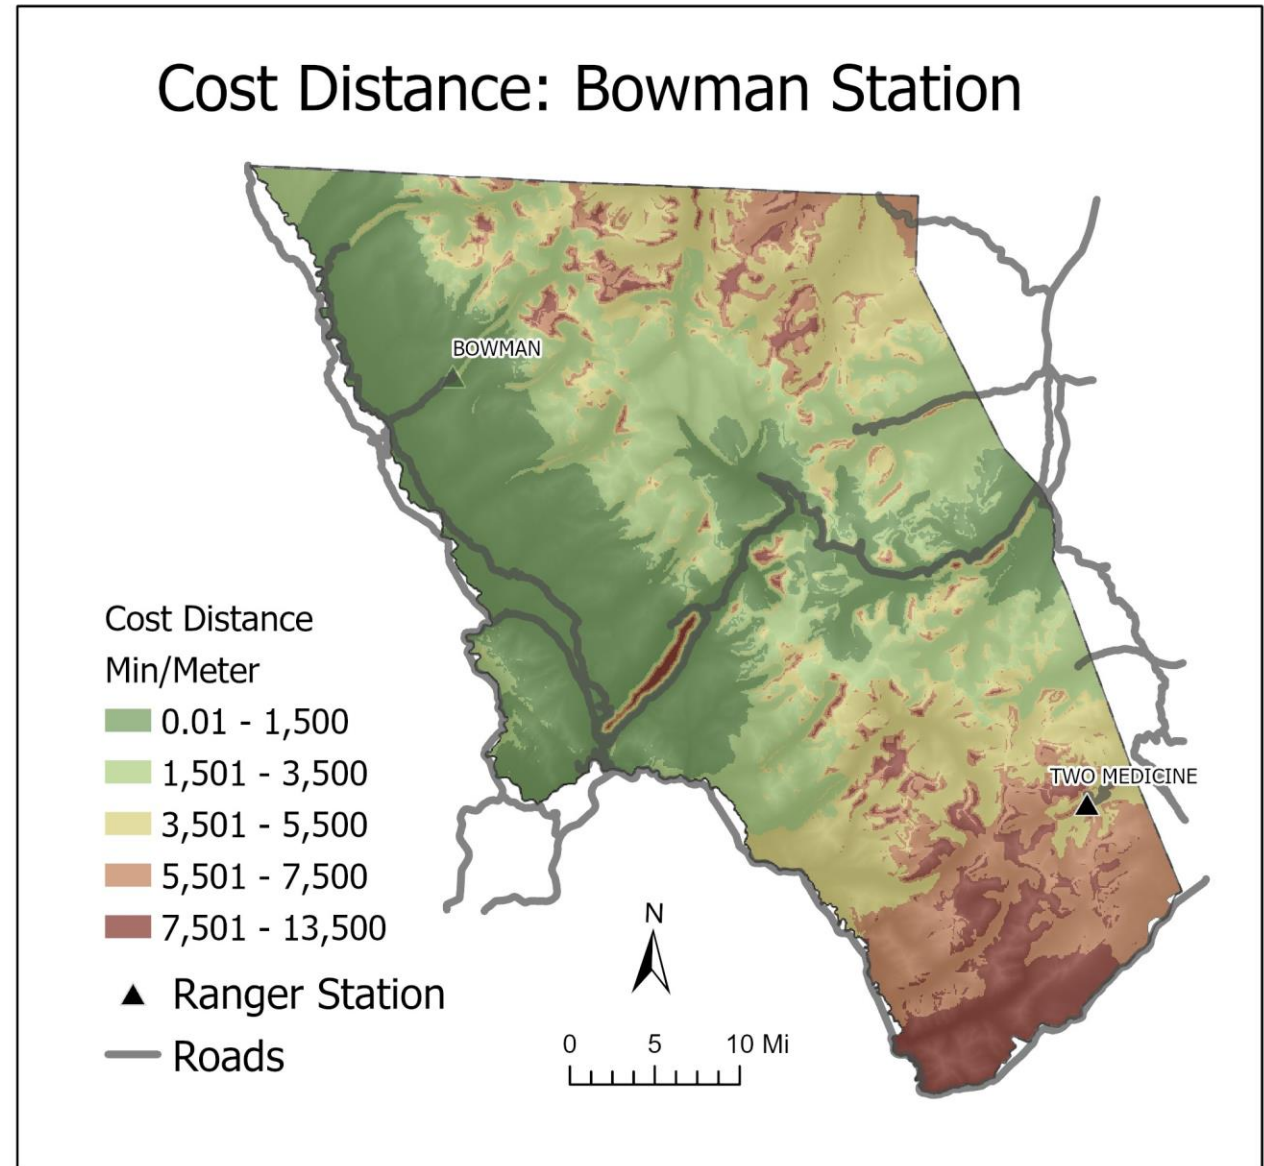 Cost Distance: Bowman Station
BOWMAN
TWO MEDICINE
Cost Distance
Min/Meter
0.01 - 1,500
1,501 - 3,500
3,501 - 5,500
5,501 - 7,500
7,501 - 13,500
Ranger Station
Roads
N
0 5 10 Mi